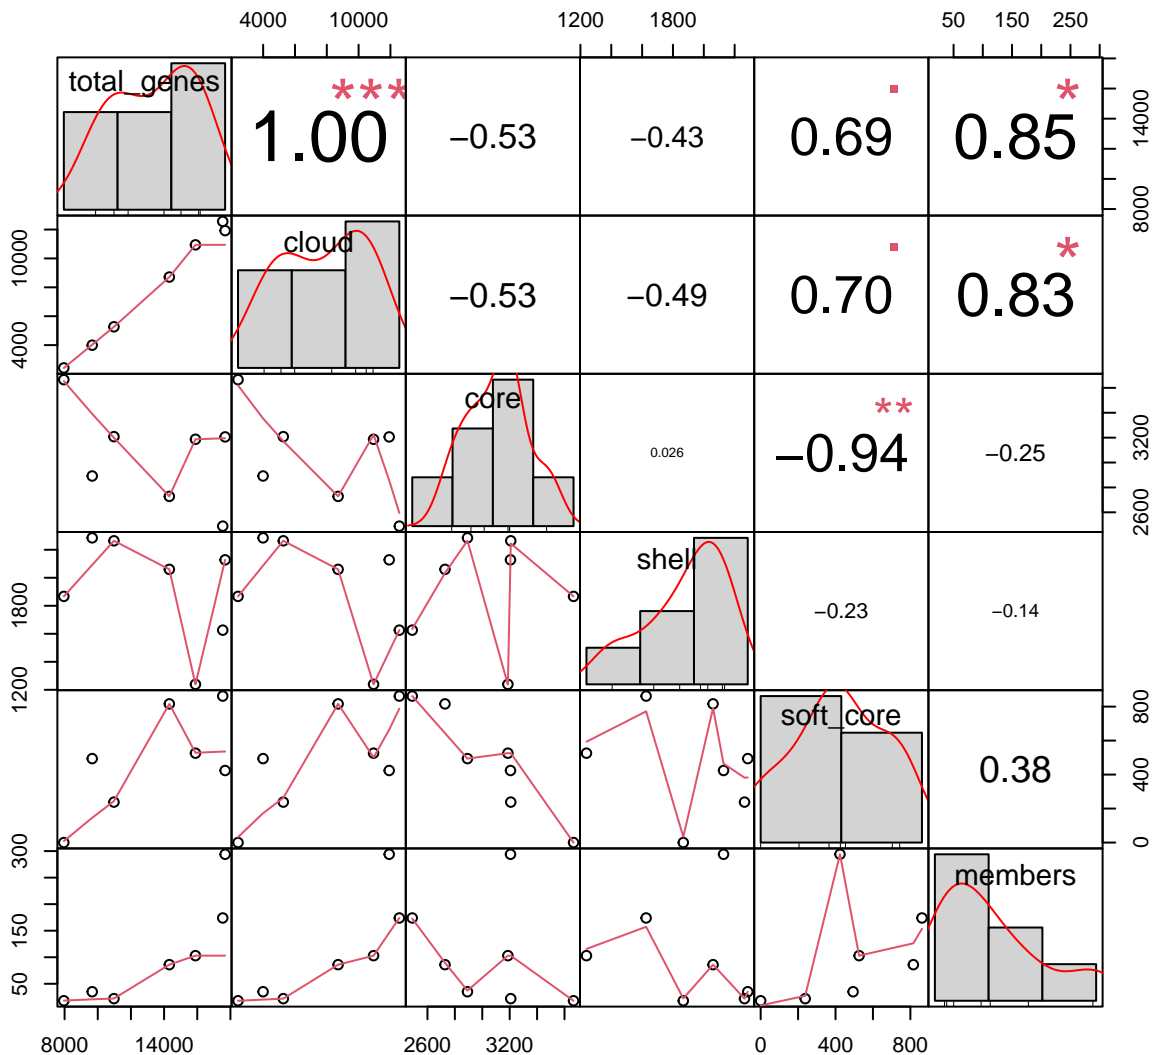 4000 10000 1200 1800 50 150 250
total_genes 1.00 *** −0.53 −0.43 0.69 . 0.85 * 8000 14000
4000 10000 cloud −0.53 −0.49 0.70 . 0.83 *
core 0.026 −0.94 ** −0.25 2600 3200
1200 1800 shell −0.23 −0.14
soft_core 0.38 0 400 800
50 150 300 members
8000 14000 2600 3200 0 400 800